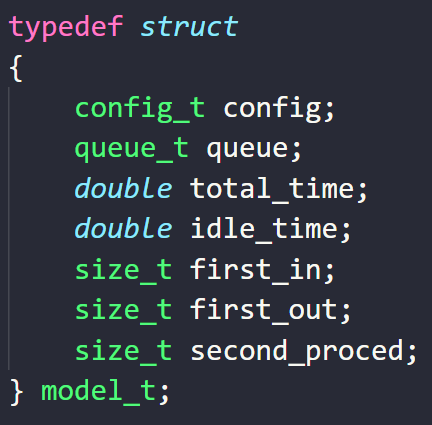 typedef struct
{
    config_t config;
    queue_t queue;
    double total_time;
    double idle_time;
    size_t first_in;
    size_t first_out;
    size_t second_proced;
} model_t;